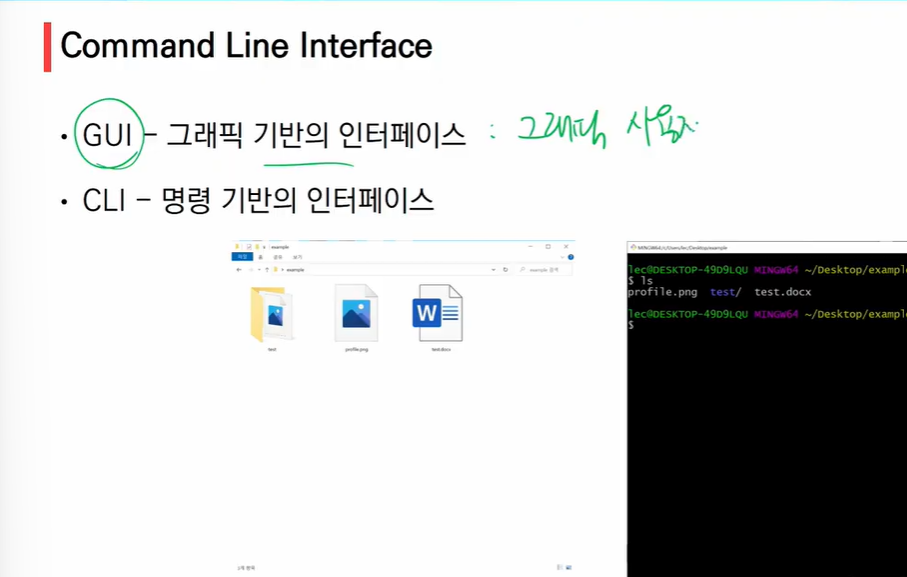 Command Line Interface
• GUI – 그래픽 기반의 인터페이스 : 그래픽 사용자
• CLI – 명령 기반의 인터페이스
example
파일 홈 공유 보기
example
example 검색
test profile.png test.docx
3개 항목
MINGW64:/c/Users/lec/Desktop/example
lec@DESKTOP-49D9LQU MINGW64 ~/Desktop/exampl
$ ls
profile.png test/ test.docx
lec@DESKTOP-49D9LQU MINGW64 ~/Desktop/exampl
$